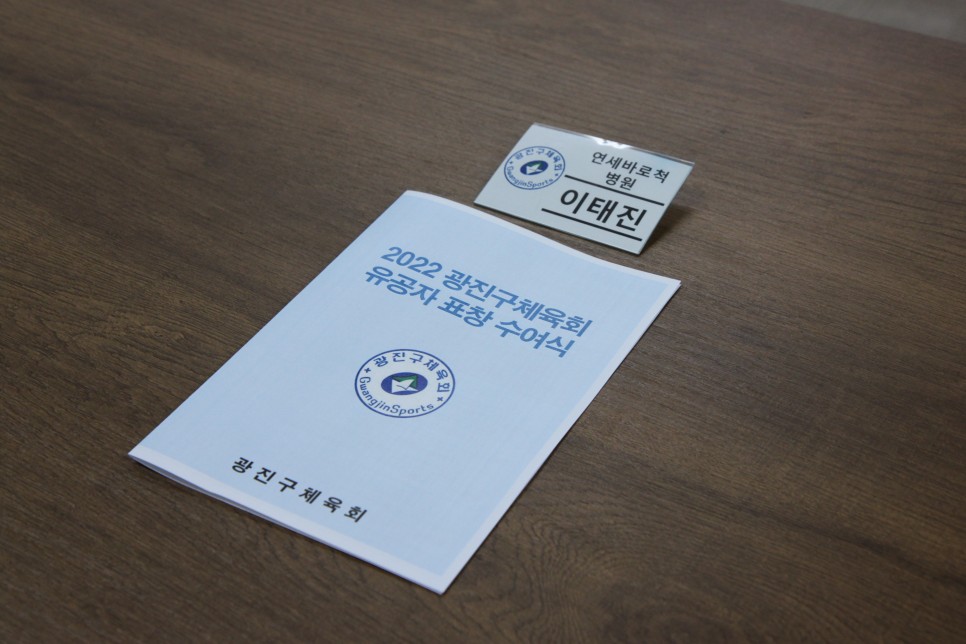 광진구체육회
GwangjinSports
연세바로척
병원
이태진
2022 광진구체육회
유공자 표창 수여식
광진구체육회
GwangjinSports
광진구체육회